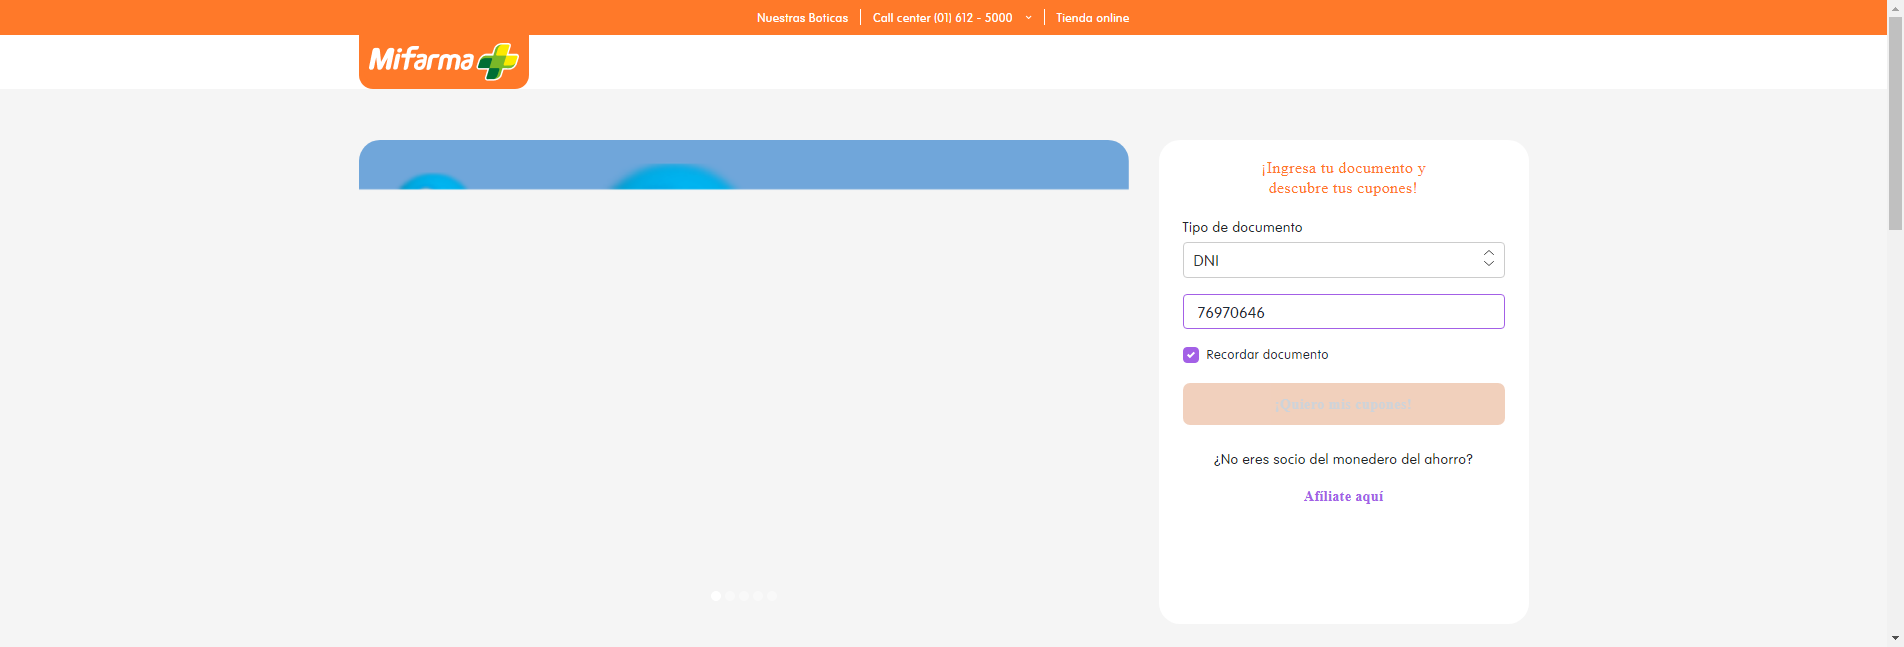 Nuestras Boticas
Call center (01) 612 - 5000
Tienda online
Mifarma
¡Ingresa tu documento y
descubre tus cupones!
Tipo de documento
DNI
76970646
Recordar documento
¡Quiero mis cupones!
¿No eres socio del monedero del ahorro?
Afíliate aquí